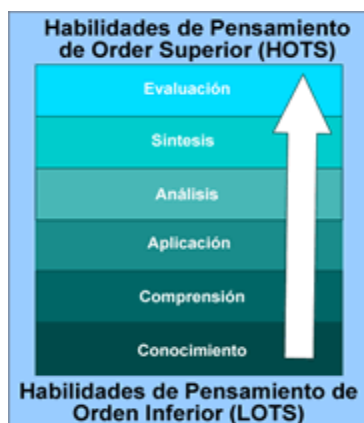 Habilidades de Pensamiento
de Order Superior (HOTS)
Evaluación
Síntesis
Análisis
Aplicación
Comprensión
Conocimiento
Habilidades de Pensamiento de
Orden Inferior (LOTS)